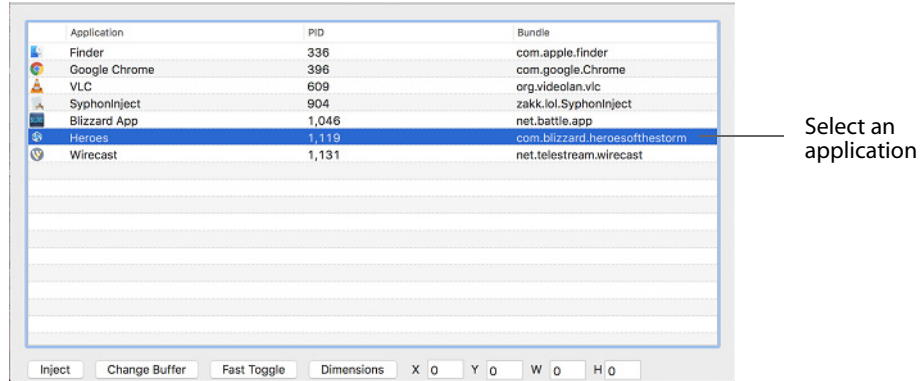 Application PID Bundle
Finder 336 com.apple.finder
Google Chrome 396 com.google.Chrome
VLC 609 org.videolan.vlc
SyphonInject 904 zakk.lol.SyphonInject
Blizzard App 1,046 net.battle.app
Heroes 1,119 com.blizzard.heroesofthestorm
Wirecast 1,131 net.telestream.wirecast
Select an
application
Inject Change Buffer Fast Toggle Dimensions X 0 Y 0 W 0 H 0